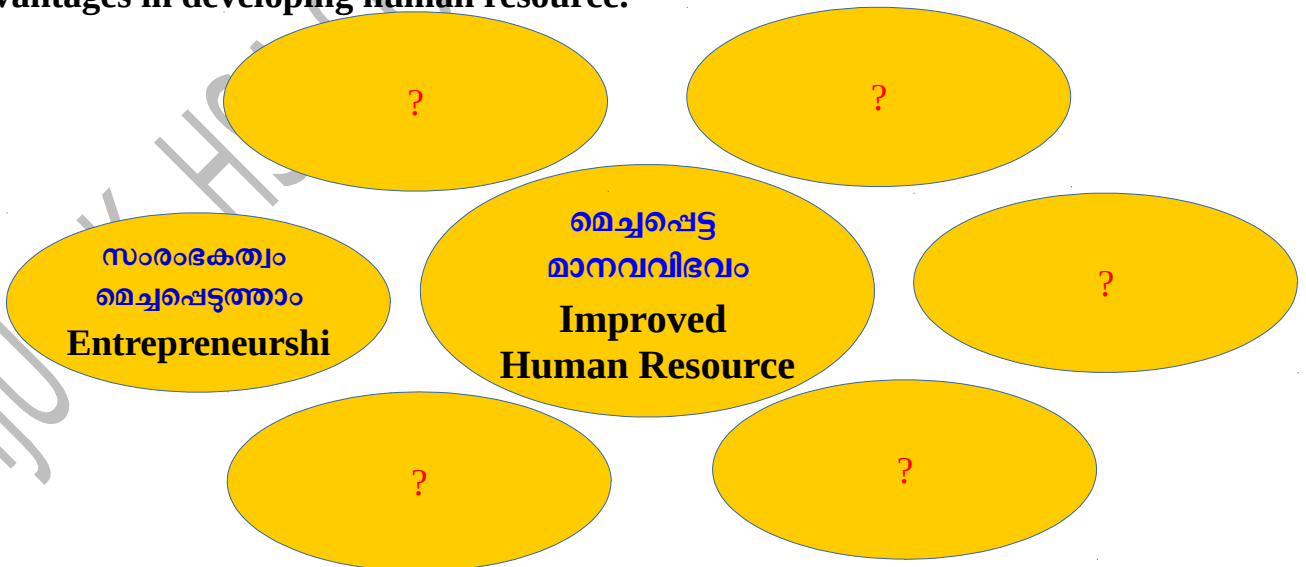 vantages in developing human resource.
?
?
സംരംഭകത്വം
മെച്ചപ്പെടുത്താം
Entrepreneurshi
മെച്ചപ്പെട്ട
മാനവവിഭവം
Improved
Human Resource
?
?
?